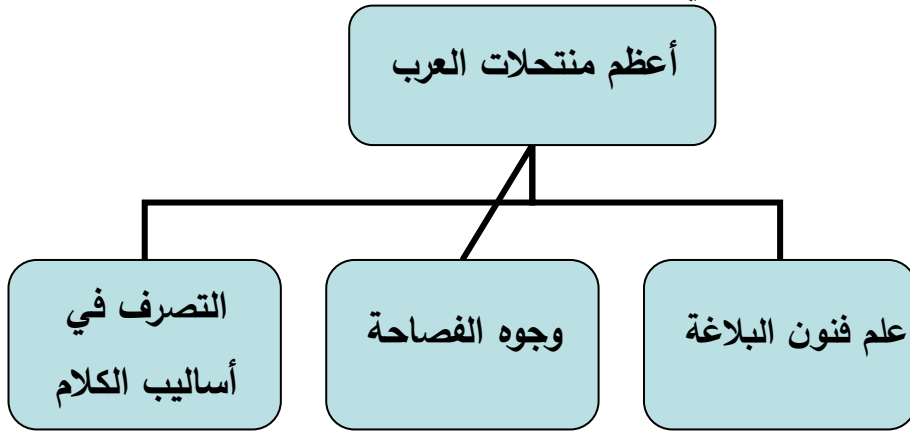 أعظم منتحلات العرب
علم فنون البلاغة
وجوه الفصاحة
التصرف في
أساليب الكلام